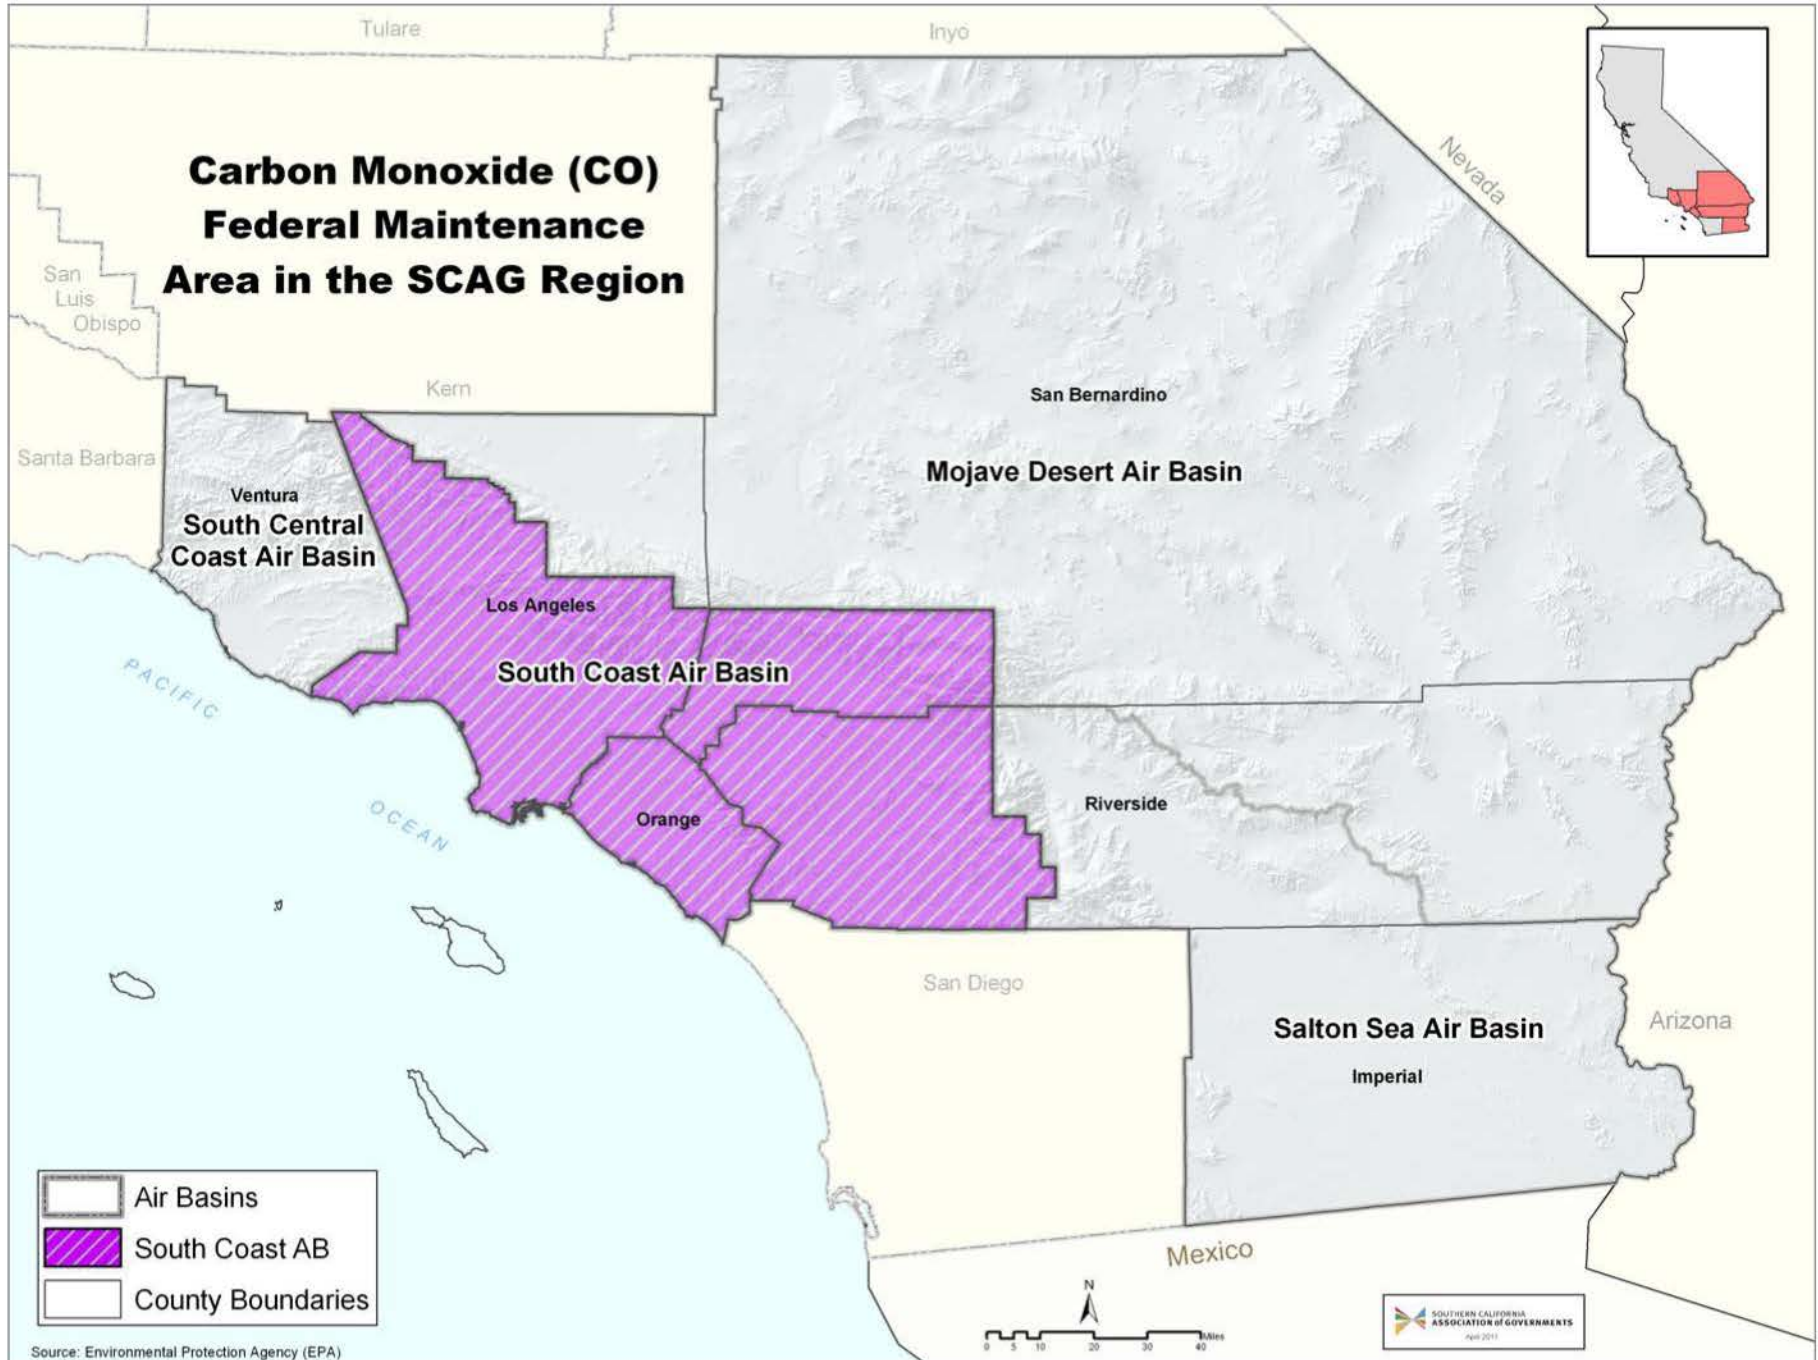 Tulare
Inyo
Nevada
Carbon Monoxide (CO)
Federal Maintenance
Area in the SCAG Region
San
Luis
Obispo
Kern
San Bernardino
Santa Barbara
Mojave Desert Air Basin
Ventura
South Central
Coast Air Basin
Los Angeles
South Coast Air Basin
PACIFIC
OCEAN
Riverside
Orange
San Diego
Salton Sea Air Basin
Arizona
Imperial
Air Basins
South Coast AB
County Boundaries
Mexico
N
Miles
0 5 10 20 30 40
SOUTHERN CALIFORNIA
ASSOCIATION of GOVERNMENTS
April 2011
Source: Environmental Protection Agency (EPA)